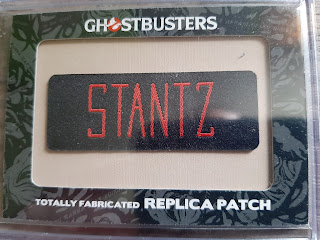 GHOSTBUSTERS
STANTZ
TOTALLY FABRICATED REPLICA PATCH